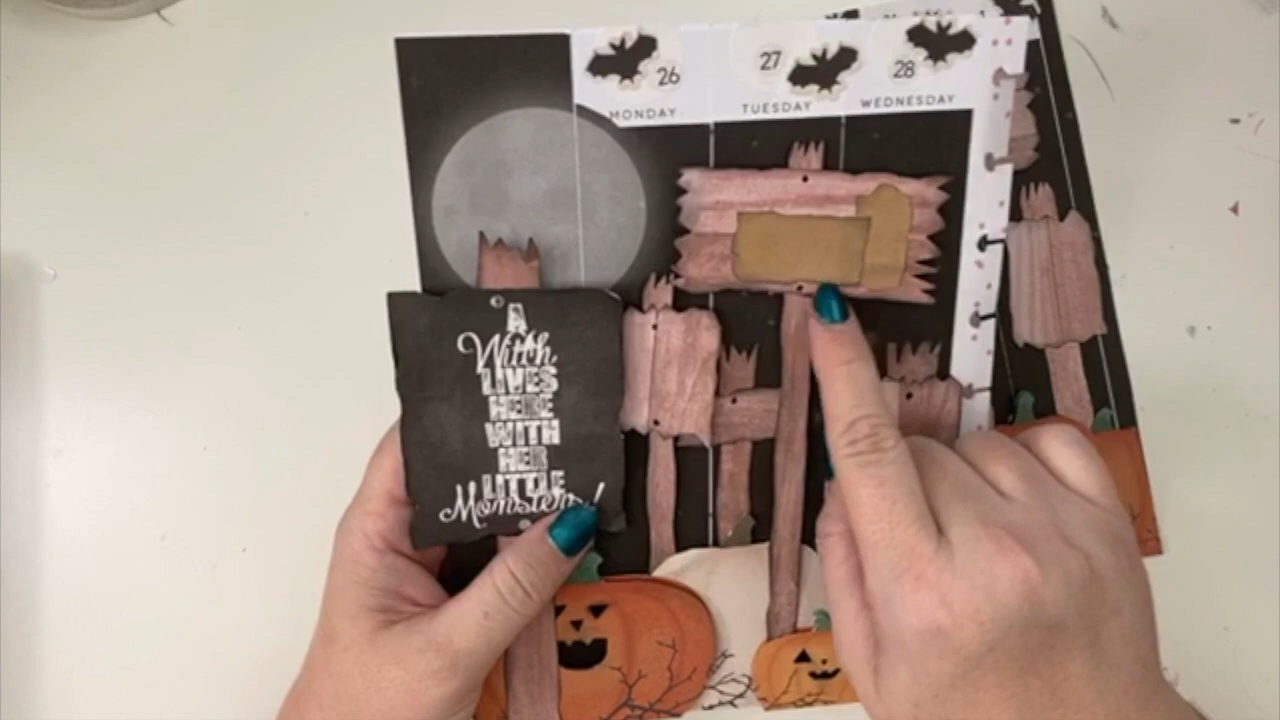 26
27
28
MONDAY
TUESDAY
WEDNESDAY
A
Witch
LIVES
HERE
WITH
HER
LITTLE
Monsters!